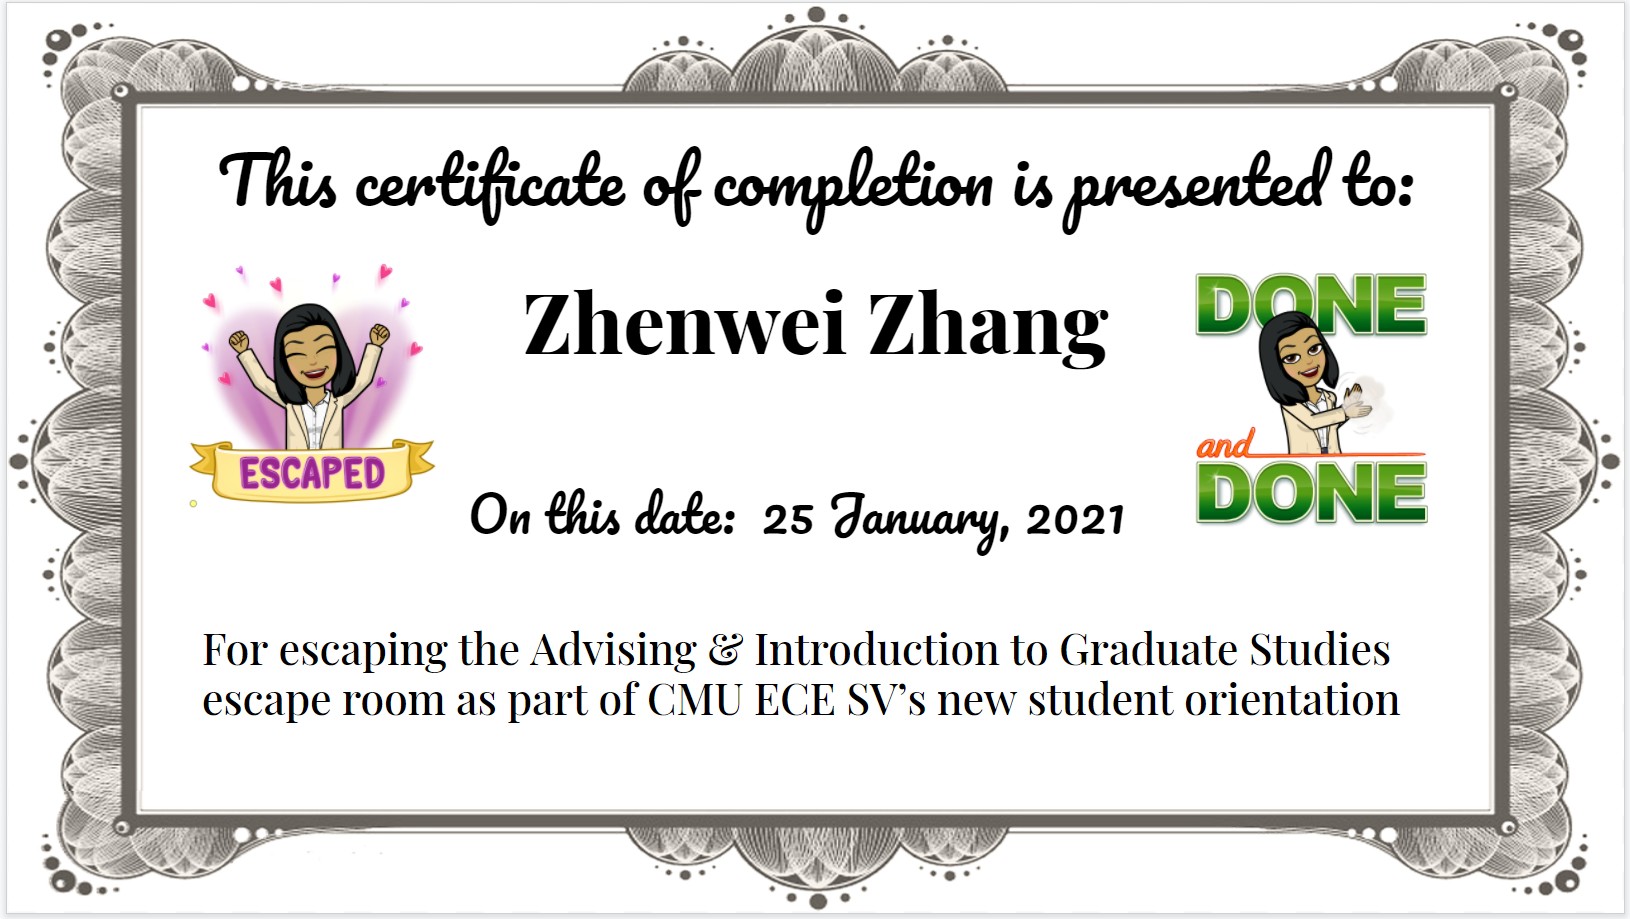 This certificate of completion is presented to:
Zhenwei Zhang
ESCAPED
DONE
and
DONE
On this date: 25 January, 2021
For escaping the Advising & Introduction to Graduate Studies
escape room as part of CMU ECE SV’s new student orientation